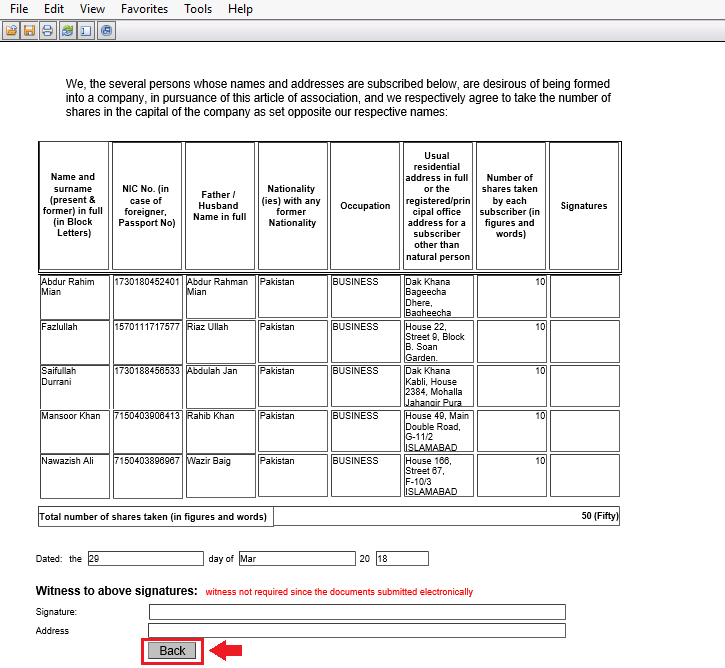 File Edit View Favorites Tools Help
We, the several persons whose names and addresses are subscribed below, are desirous of being formed
into a company, in pursuance of this article of association, and we respectively agree to take the number of
shares in the capital of the company as set opposite our respective names:
Name and
surname
(present &
former) in full
(in Block
Letters)
NIC No. (in
case of
foreigner,
Passport No)
Father /
Husband
Name in full
Nationality
(ies) with any
former
Nationality
Occupation
Usual
residential
address in full
or the
registered/prin
cipal office
address for a
subscriber
other than
natural person
Number of
shares taken
by each
subscriber (in
figures and
words)
Signatures
Abdur Rahim
Mian
1730180452401
Abdur Rahman
Mian
Pakistan
BUSINESS
Dak Khana
Bageecha
Dhere,
Bagheecha
10
Fazlullah
1570111717577
Riaz Ullah
Pakistan
BUSINESS
House 22,
Street 9, Block
B. Soan
Garden.
10
Saifullah
Durrani
1730188456533
Abdulah Jan
Pakistan
BUSINESS
Dak Khana
Kabli, House
2384, Mohalla
Jahangir Pura
10
Mansoor Khan
7150403906413
Rahib Khan
Pakistan
BUSINESS
House 49, Main
Double Road,
G-11/2
ISLAMABAD
10
Nawazish Ali
7150403896967
Wazir Baig
Pakistan
BUSINESS
House 166,
Street 67,
F-10/3
ISLAMABAD
10
Total number of shares taken (in figures and words) 50 (Fifty)
Dated: the 29 day of Mar 20 18
Witness to above signatures: witness not required since the documents submitted electronically
Signature:
Address
Back